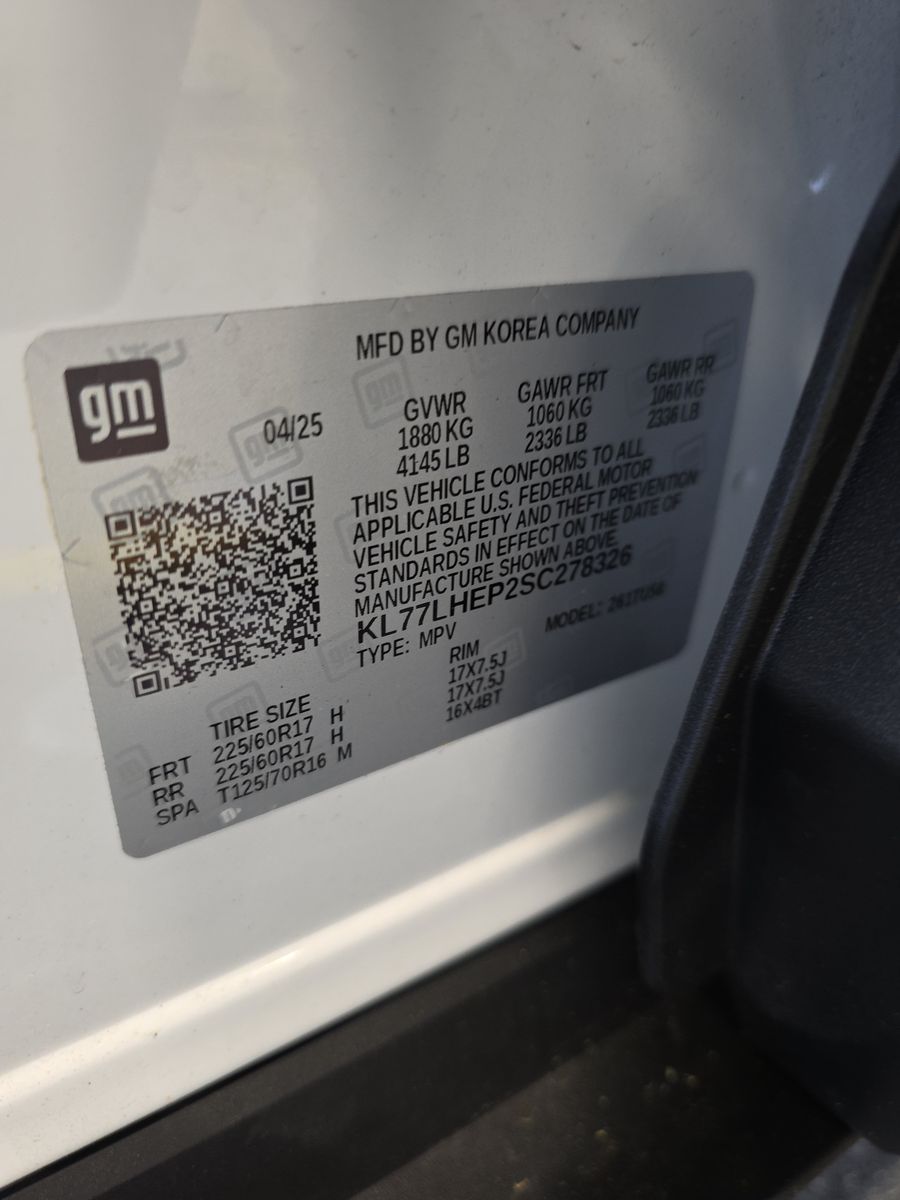 gm
MFD BY GM KOREA COMPANY
04/25
GVWR GAWR FRT GAWR RR
1880 KG 1060 KG 1060 KG
4145 LB 2336 LB 2336 LB
THIS VEHICLE CONFORMS TO ALL
APPLICABLE U.S. FEDERAL MOTOR
VEHICLE SAFETY AND THEFT PREVENTION
STANDARDS IN EFFECT ON THE DATE OF
MANUFACTURE SHOWN ABOVE.
KL77LHEP2SC278326
TYPE: MPV MODEL:
TIRE SIZE RIM
FRT 225/60R17 H 17X7.5J
RR 225/60R17 H 17X7.5J
SPA T125/70R16 M 16X4BT